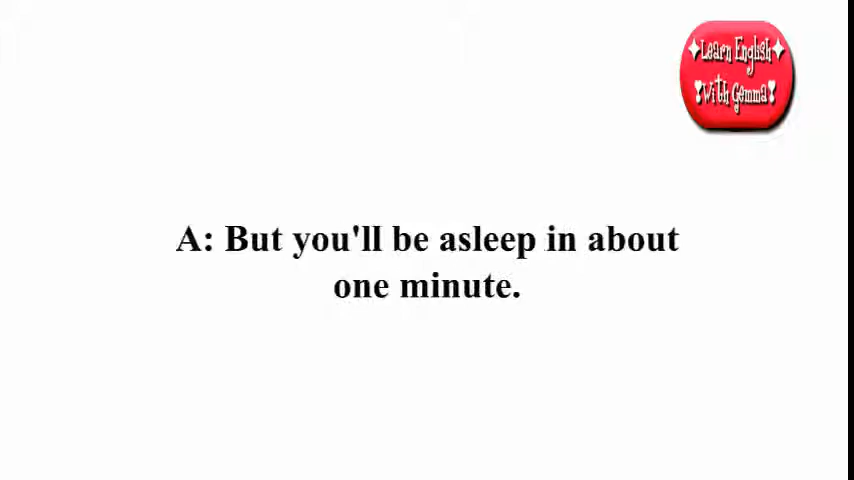 ✦Learn English✦
❣With Gemma❣
A: But you'll be asleep in about
one minute.